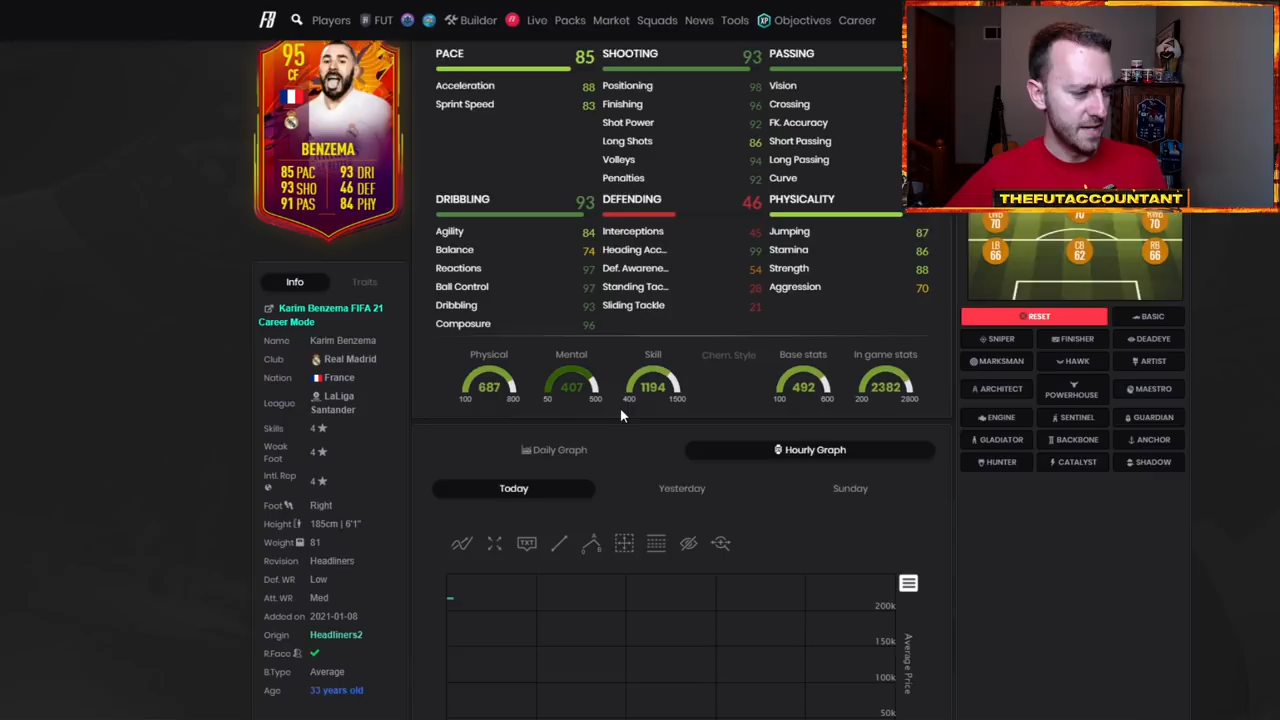 Players FUT Builder Live Packs Market Squads News Tools XP Objectives Career
95
CF
BENZEMA
85 PAC 93 DRI
93 SHO 46 DEF
91 PAS 84 PHY
PACE 85
Acceleration 88
Sprint Speed 83
SHOOTING 93
Positioning 98
Finishing 96
Shot Power 92
Long Shots 86
Volleys 94
Penalties 92
PASSING
Vision
Crossing
FK. Accuracy
Short Passing
Long Passing
Curve
DRIBBLING 93
Agility 84
Balance 74
Reactions 97
Ball Control 97
Dribbling 93
Composure 96
DEFENDING 46
Interceptions 45
Heading Acc... 99
Def. Awarene... 54
Standing Tac... 28
Sliding Tackle 21
PHYSICALITY
Jumping 87
Stamina 86
Strength 88
Aggression 70
THEFUTACCOUNTANT
LWB 70 70 RWB 70
LB 66 CB 62 RB 66
Info Traits
Karim Benzema FIFA 21
Career Mode
Name Karim Benzema
Club Real Madrid
Nation France
League LaLiga
Santander
Skills 4★
Weak
Foot 4★
Intl. Rep 4★
Foot Right
Height 185cm | 6'1"
Weight 81
Revision Headliners
Def. WR Low
Att. WR Med
Added on 2021-01-08
Origin Headliners2
R.Face
B.Type Average
Age 33 years old
Physical Mental Skill Chem. Style Base stats In game stats
687 407 1194 492 2382
100 800 50 500 400 1500 100 600 200 2800
Daily Graph Hourly Graph
Today Yesterday Sunday
TXT
200k
150k
100k
50k
Average Price
RESET BASIC
SNIPER FINISHER DEADEYE
MARKSMAN HAWK ARTIST
ARCHITECT POWERHOUSE MAESTRO
ENGINE SENTINEL GUARDIAN
GLADIATOR BACKBONE ANCHOR
HUNTER CATALYST SHADOW